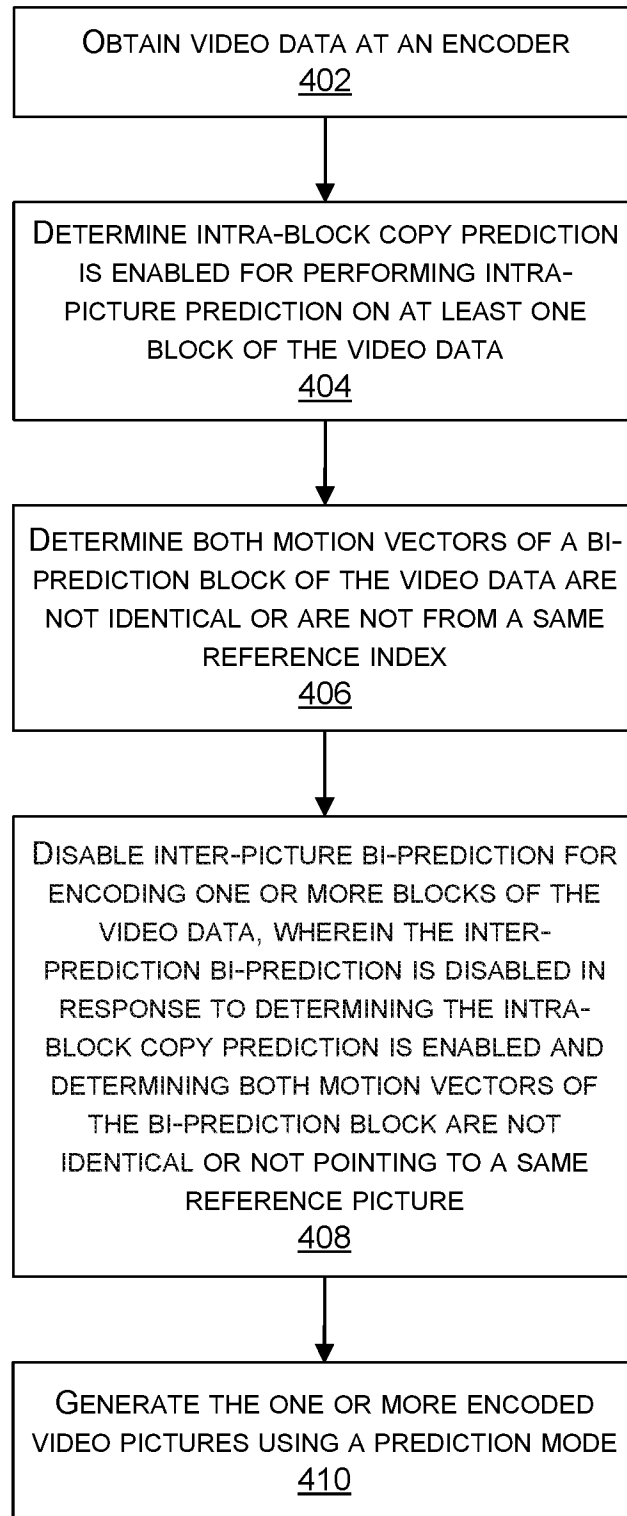 OBTAIN VIDEO DATA AT AN ENCODER
402
DETERMINE INTRA-BLOCK COPY PREDICTION
IS ENABLED FOR PERFORMING INTRA-
PICTURE PREDICTION ON AT LEAST ONE
BLOCK OF THE VIDEO DATA
404
DETERMINE BOTH MOTION VECTORS OF A BI-
PREDICTION BLOCK OF THE VIDEO DATA ARE
NOT IDENTICAL OR ARE NOT FROM A SAME
REFERENCE INDEX
406
DISABLE INTER-PICTURE BI-PREDICTION FOR
ENCODING ONE OR MORE BLOCKS OF THE
VIDEO DATA, WHEREIN THE INTER-
PREDICTION BI-PREDICTION IS DISABLED IN
RESPONSE TO DETERMINING THE INTRA-
BLOCK COPY PREDICTION IS ENABLED AND
DETERMINING BOTH MOTION VECTORS OF
THE BI-PREDICTION BLOCK ARE NOT
IDENTICAL OR NOT POINTING TO A SAME
REFERENCE PICTURE
408
GENERATE THE ONE OR MORE ENCODED
VIDEO PICTURES USING A PREDICTION MODE
410